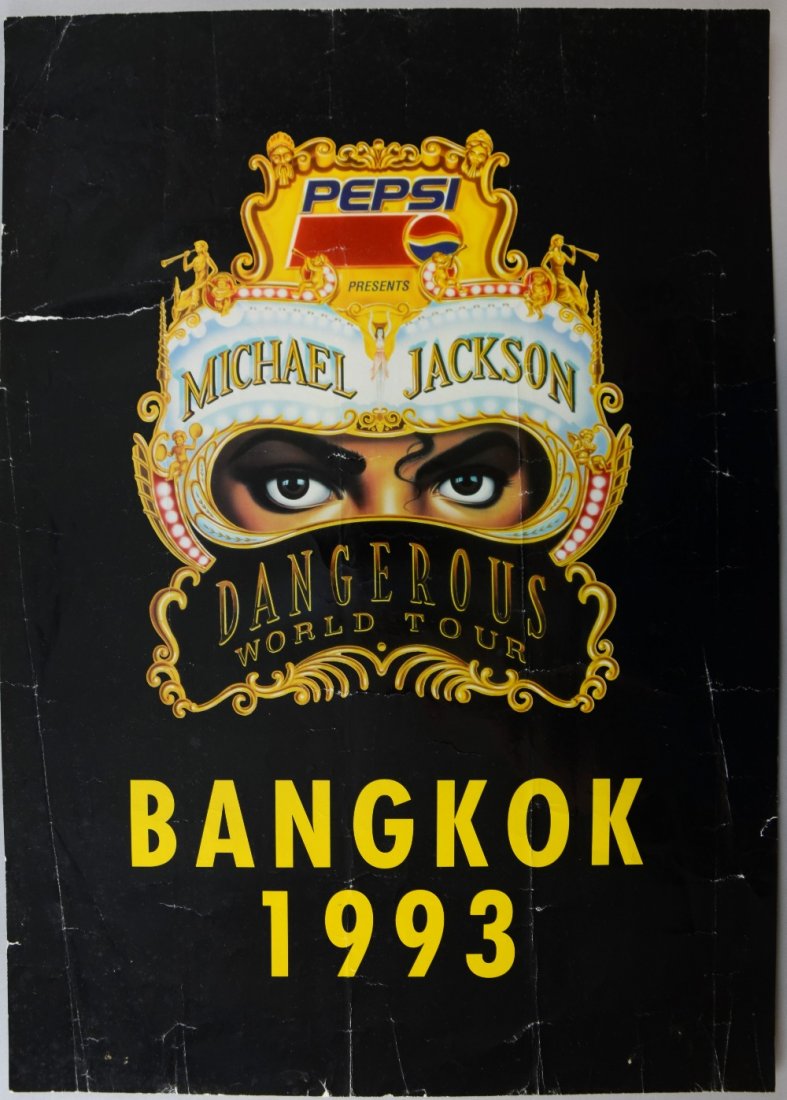 PEPSI
PRESENTS
MICHAEL JACKSON
DANGEROUS
WORLD TOUR
BANGKOK
1993